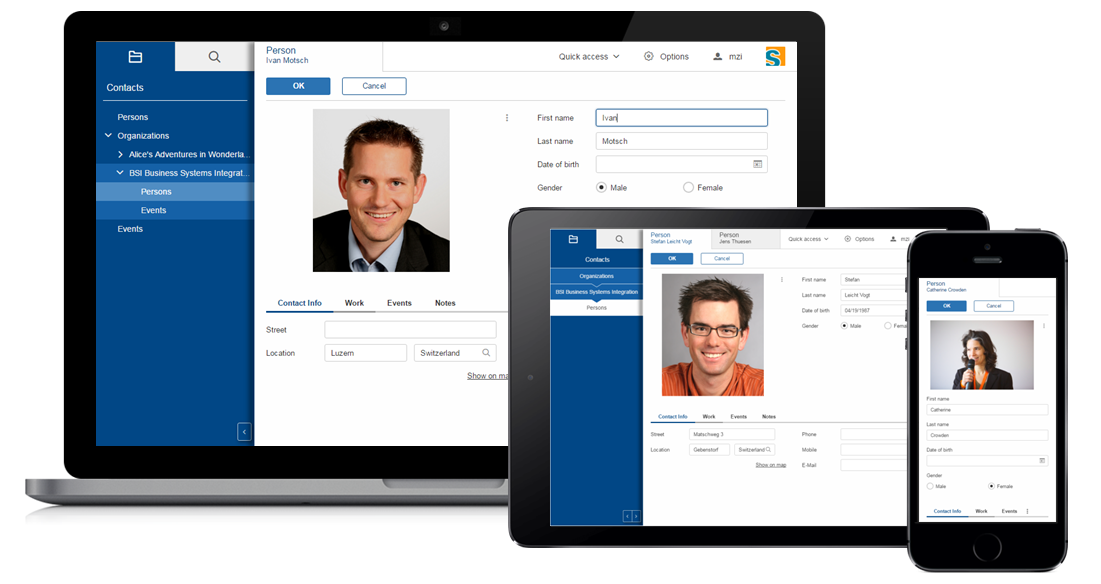 Person
Ivan Motsch
Quick access
Options
mzi
S
Contacts
OK
Cancel
Persons
Organizations
Alice's Adventures in Wonderla...
BSI Business Systems Integrat...
Persons
Events
Events
First name
Ivan
Last name
Motsch
Date of birth
Gender
Male
Female
Contact Info
Work
Events
Notes
Street
Location
Luzern
Switzerland
Show on ma
Person
Stefan Leicht Vogt
Person
Jens Thuesen
Quick access
Options
mzi
Contacts
Organizations
BSI Business Systems Integration
Persons
OK
Cancel
First name
Stefan
Last name
Leicht Vogt
Date of birth
04/19/1987
Gender
Male
Fema
Contact Info
Work
Events
Notes
Street
Matschweg 3
Location
Gebenstorf
Switzerland
Show on map
Phone
Mobile
E-Mail
Person
Catherine Crowden
OK
Cancel
First name
Catherine
Last name
Crowden
Date of birth
Gender
Male
Female
Contact Info
Work
Events